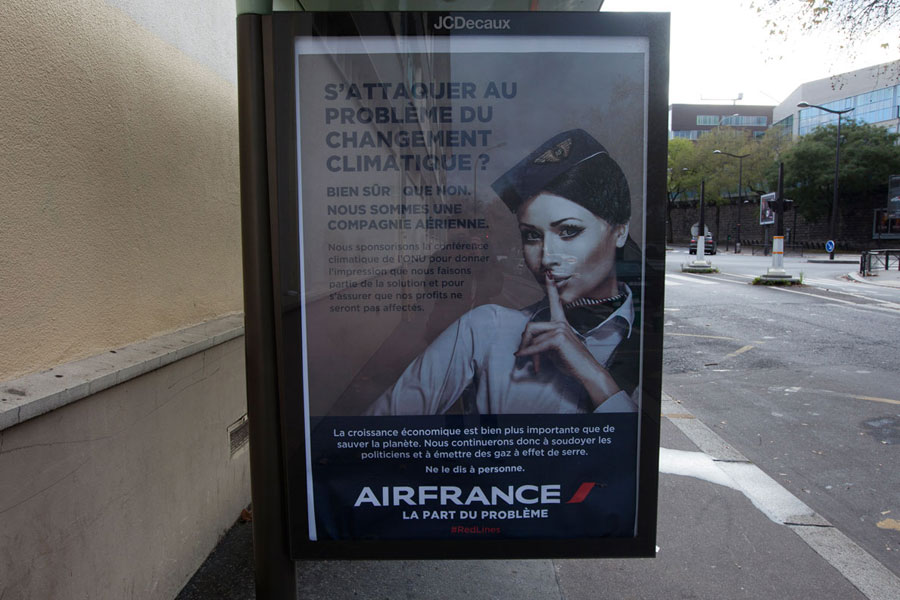 JCDecaux
S'ATTAQUER AU
PROBLÈME DU
CHANGEMENT
CLIMATIQUE ?
BIEN SÛR QUE NON.
NOUS SOMMES UNE
COMPAGNIE AÉRIENNE.
Nous sponsorisons la conférence
climatique de l'ONU pour donner
l'impression que nous faisons
partie de la solution et pour
s'assurer que nos profits ne
seront pas affectés.
La croissance économique est bien plus importante que de
sauver la planète. Nous continuerons donc à soudoyer les
politiciens et à émettre des gaz à effet de serre.
Ne le dis à personne.
AIRFRANCE
LA PART DU PROBLÈME
#RedLines